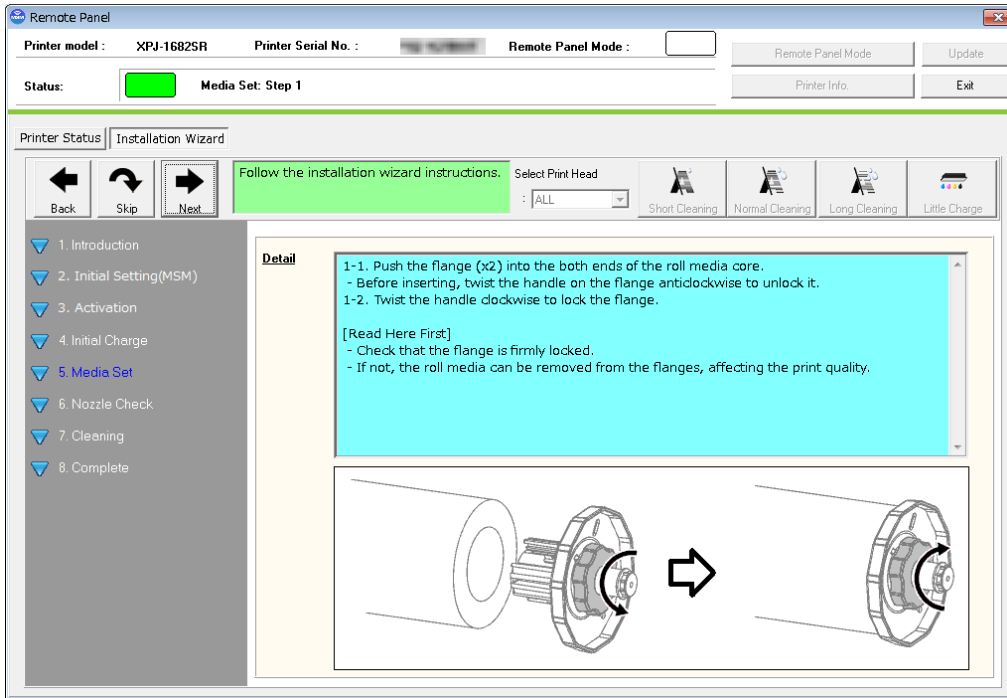 Remote Panel
Printer model : XPJ-1682SR Printer Serial No. : Remote Panel Mode :
Remote Panel Mode Update
Status: Media Set: Step 1
Printer Info. Exit
Printer Status Installation Wizard
Back Skip Next
Follow the installation wizard instructions.
Select Print Head
: ALL
Short Cleaning Normal Cleaning Long Cleaning Little Charge
1. Introduction
2. Initial Setting(MSM)
3. Activation
4. Initial Charge
5. Media Set
6. Nozzle Check
7. Cleaning
8. Complete
Detail
1-1. Push the flange (x2) into the both ends of the roll media core.
- Before inserting, twist the handle on the flange anticlockwise to unlock it.
1-2. Twist the handle clockwise to lock the flange.
[Read Here First]
- Check that the flange is firmly locked.
- If not, the roll media can be removed from the flanges, affecting the print quality.